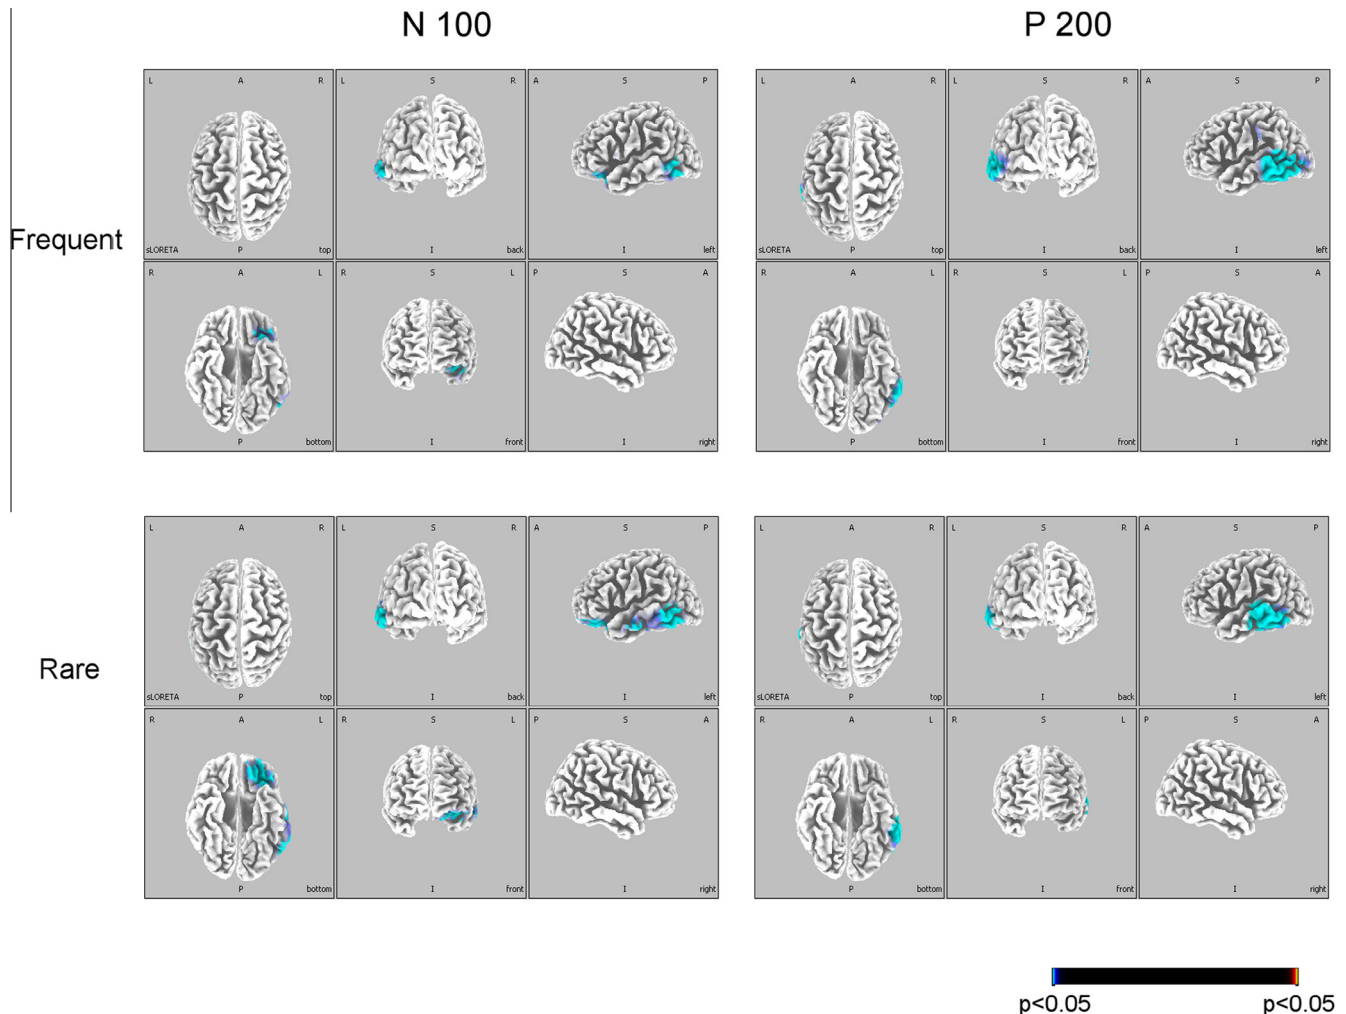 N 100 P 200
L A R L S R A S P L A R L S R A S P
Frequent
sLORETA P top I back I left sLORETA P top I back I left
R A L R S L P S A R A L R S L P S A
P bottom I front I right P bottom I front I right
L A R L S R A S P L A R L S R A S P
Rare
sLORETA P top I back I left sLORETA P top I back I left
R A L R S L P S A R A L R S L P S A
P bottom I front I right P bottom I front I right
p<0.05 p<0.05